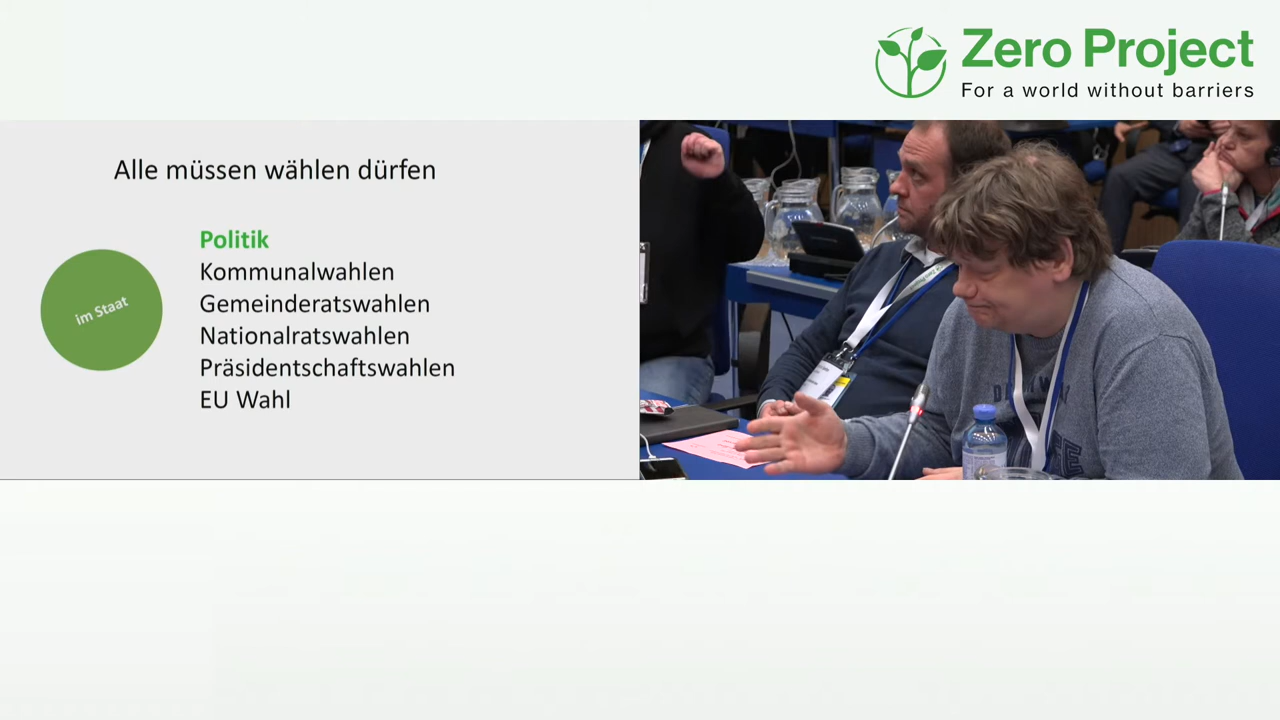 Zero Project
For a world without barriers
Alle müssen wählen dürfen
im Staat
Politik
Kommunalwahlen
Gemeinderatswahlen
Nationalratswahlen
Präsidentschaftswahlen
EU Wahl